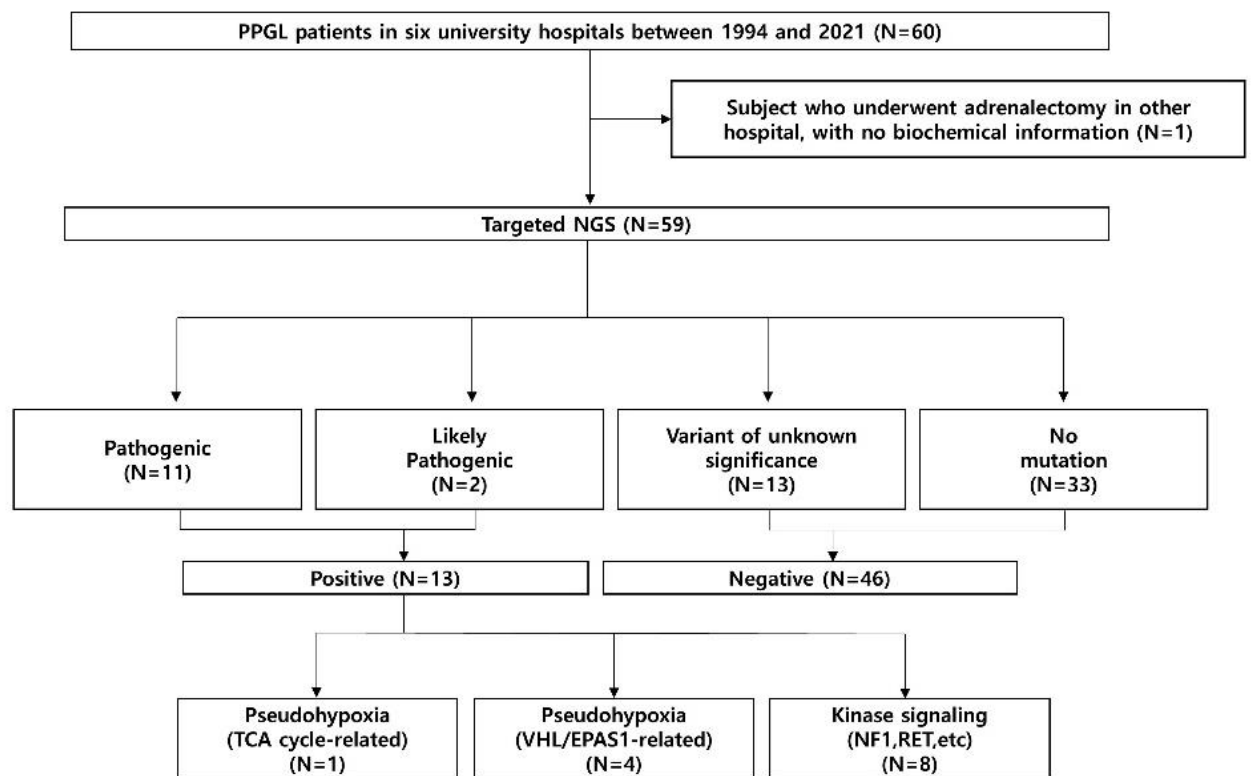 PPGL patients in six university hospitals between 1994 and 2021 (N=60)
Subject who underwent adrenalectomy in other
hospital, with no biochemical information (N=1)
Targeted NGS (N=59)
Pathogenic
(N=11)
Likely
Pathogenic
(N=2)
Variant of unknown
significance
(N=13)
No
mutation
(N=33)
Positive (N=13)
Negative (N=46)
Pseudohypoxia
(TCA cycle-related)
(N=1)
Pseudohypoxia
(VHL/EPAS1-related)
(N=4)
Kinase signaling
(NF1,RET,etc)
(N=8)